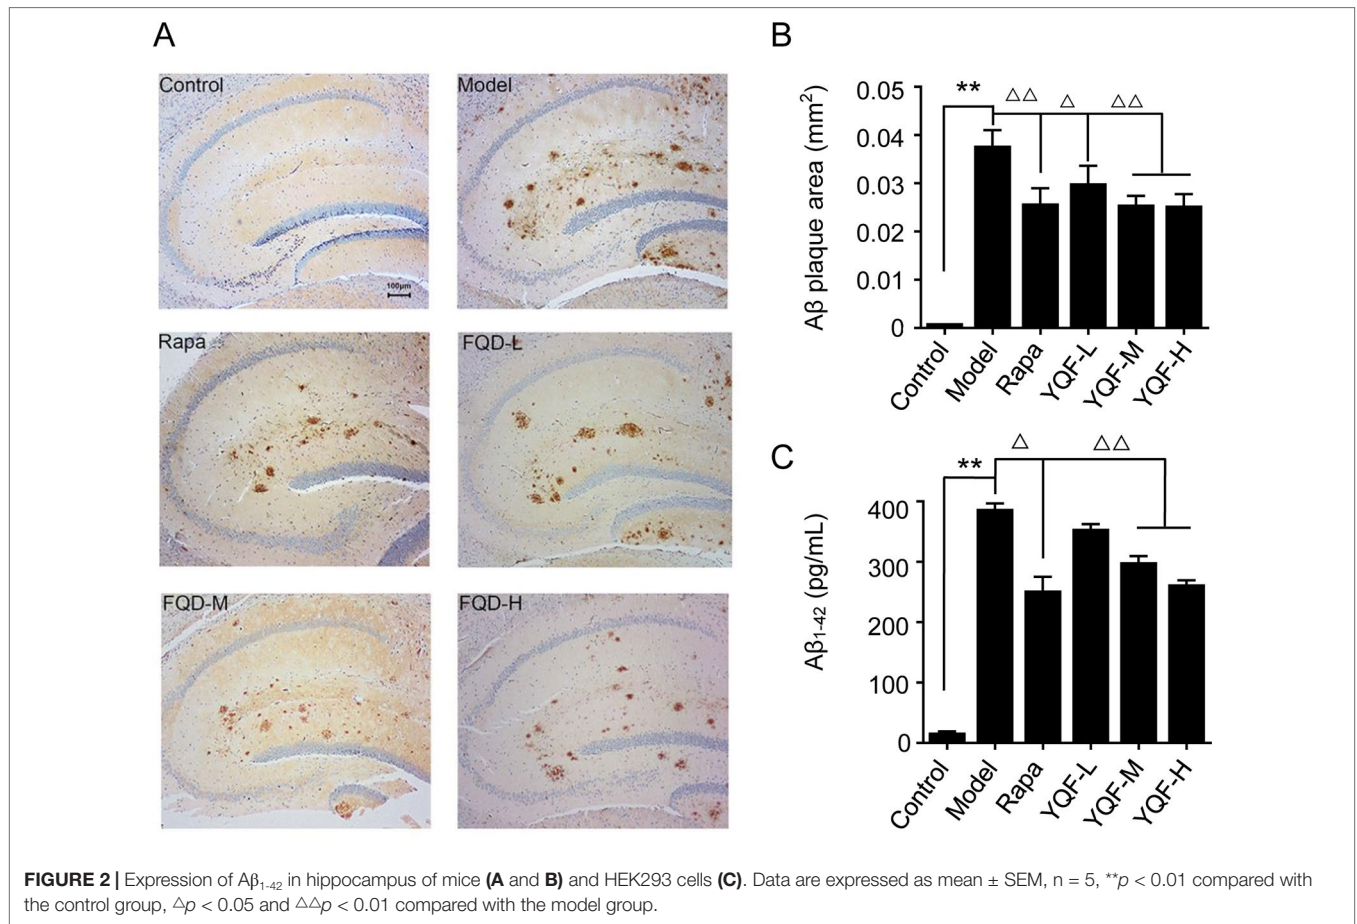 A
Control
Model
100μm
Rapa
FQD-L
FQD-M
FQD-H
B
Aβ plaque area (mm²)
0.05
0.04
0.03
0.02
0.01
0
**
△△
△
△△
Control
Model
Rapa
YQF-L
YQF-M
YQF-H
C
Aβ₁₋₄₂ (pg/mL)
400
300
200
100
0
**
△
△△
Control
Model
Rapa
YQF-L
YQF-M
YQF-H
FIGURE 2 | Expression of Aβ₁₋₄₂ in hippocampus of mice (A and B) and HEK293 cells (C). Data are expressed as mean ± SEM, n = 5, **p < 0.01 compared with
the control group, △p < 0.05 and △△p < 0.01 compared with the model group.